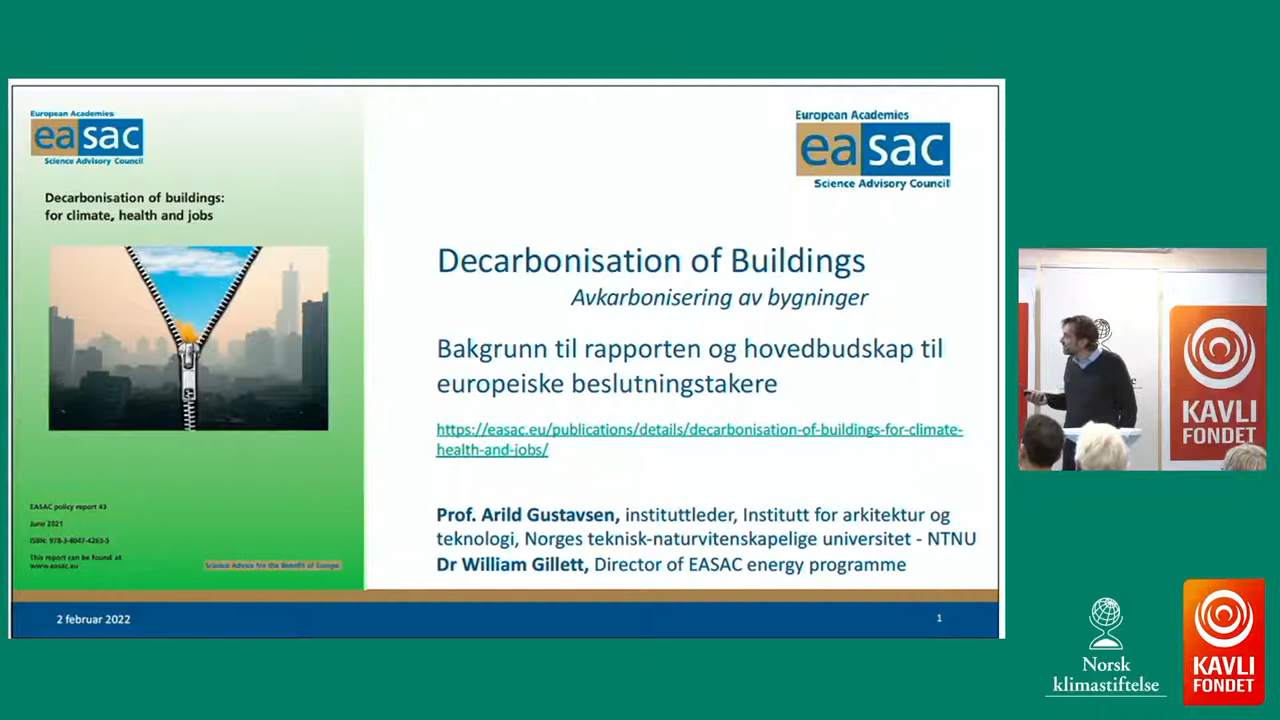 European Academies
easac
Science Advisory Council
Decarbonisation of buildings:
for climate, health and jobs
EASAC policy report 43
June 2021
ISBN: 978-3-8047-4263-5
This report can be found at
www.easac.eu
Science Advice for the Benefit of Europe
European Academies
easac
Science Advisory Council
Decarbonisation of Buildings
Avkarbonisering av bygninger
Bakgrunn til rapporten og hovedbudskap til
europeiske beslutningstakere
https://easac.eu/publications/details/decarbonisation-of-buildings-for-climate-
health-and-jobs/
Prof. Arild Gustavsen, instituttleder, Institutt for arkitektur og
teknologi, Norges teknisk-naturvitenskapelige universitet - NTNU
Dr William Gillett, Director of EASAC energy programme
2 februar 2022
1
KAVLI
FONDET
Norsk
klimastiftelse
KAVLI
FONDET